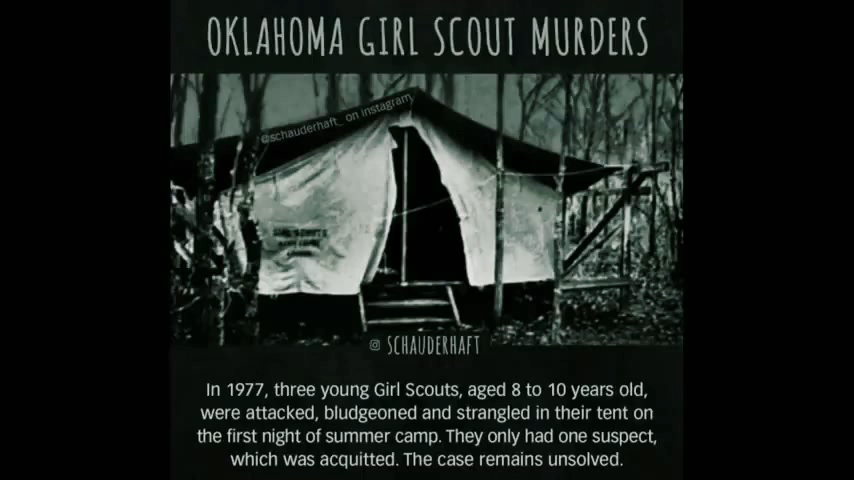 OKLAHOMA GIRL SCOUT MURDERS
@schauderhaft_ on instagram
SCHAUDERHAFT
In 1977, three young Girl Scouts, aged 8 to 10 years old,
were attacked, bludgeoned and strangled in their tent on
the first night of summer camp. They only had one suspect,
which was acquitted. The case remains unsolved.